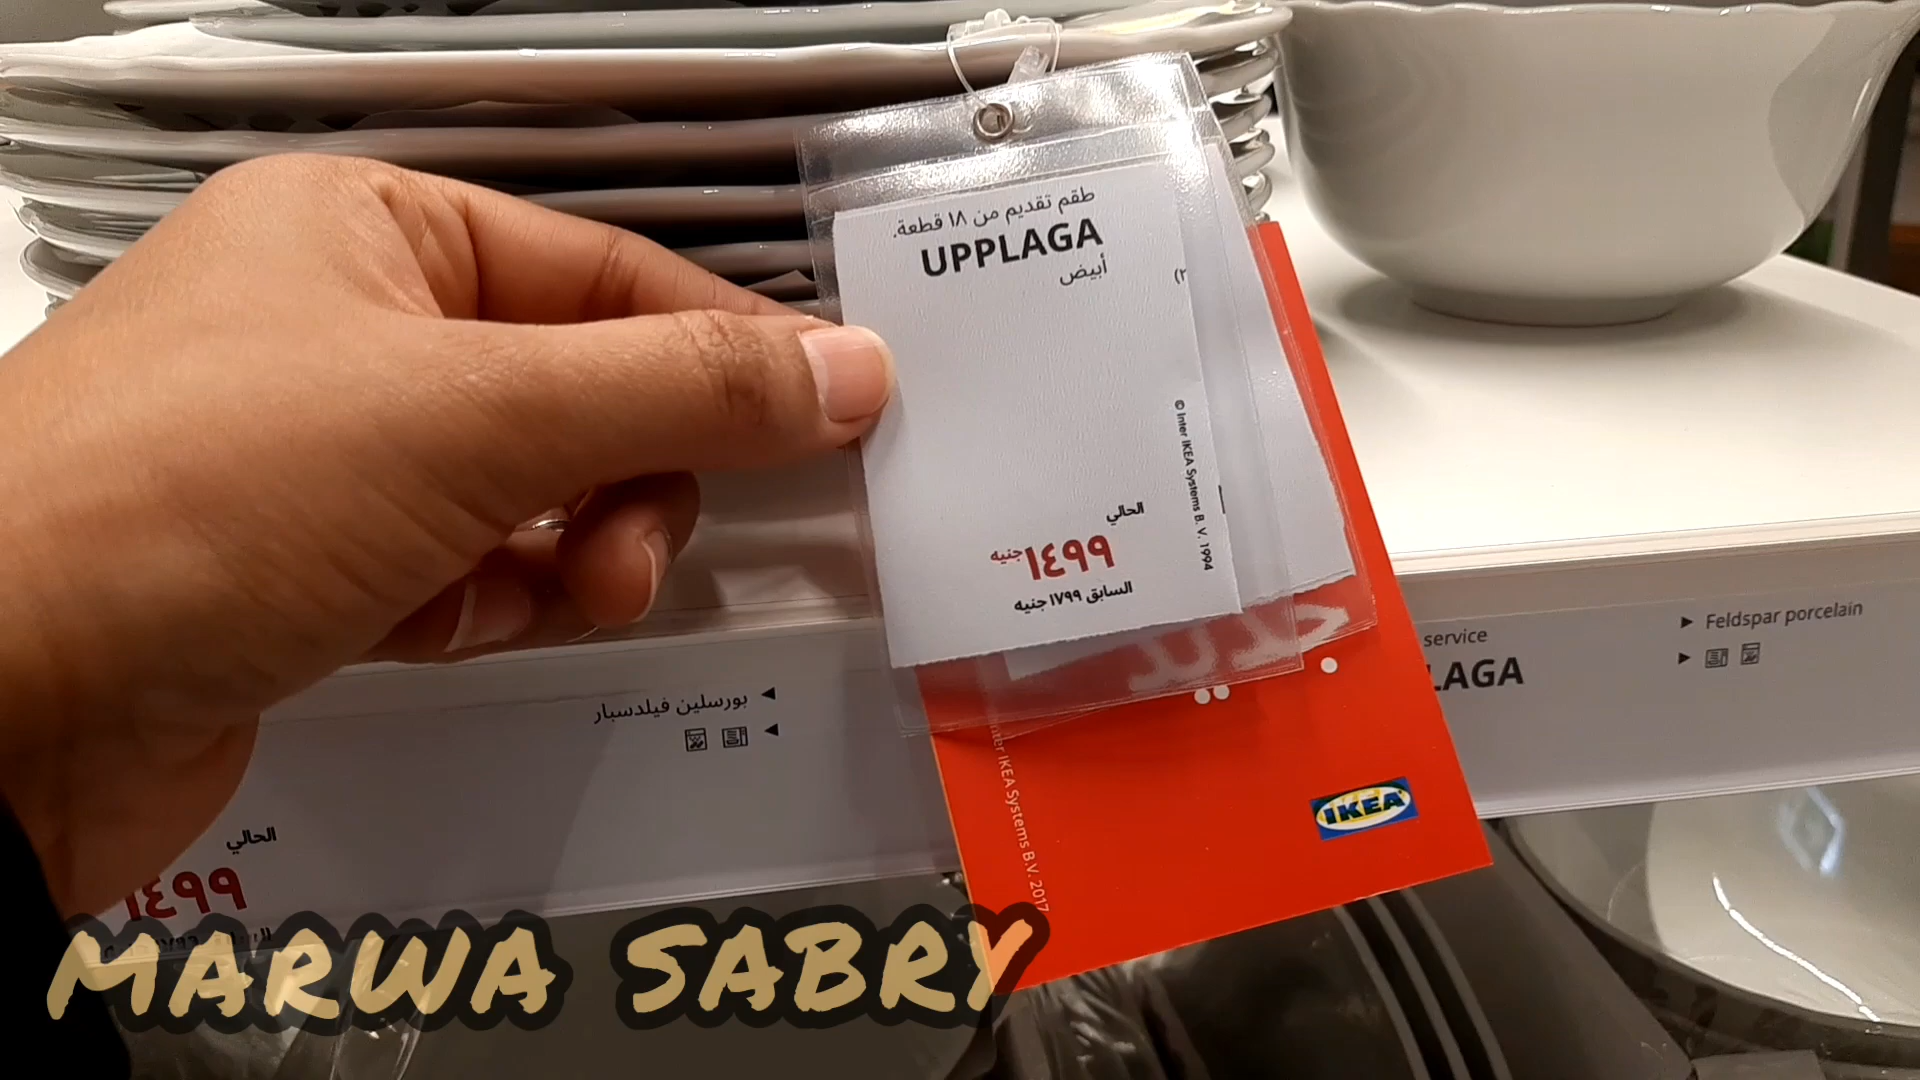 طقم تقديم من ١٨ قطعة.
UPPLAGA
أبيض
(٢
© Inter IKEA Systems B. V. 1994
الحالي
١٤٩٩ جنيه
السابق ١٧٩٩ جنيه
جديد
Inter IKEA Systems B.V. 2017
IKEA
بورسلين فيلدسبار
الحالي
١٤٩٩
service
LAGA
Feldspar porcelain
MARWA SABRY